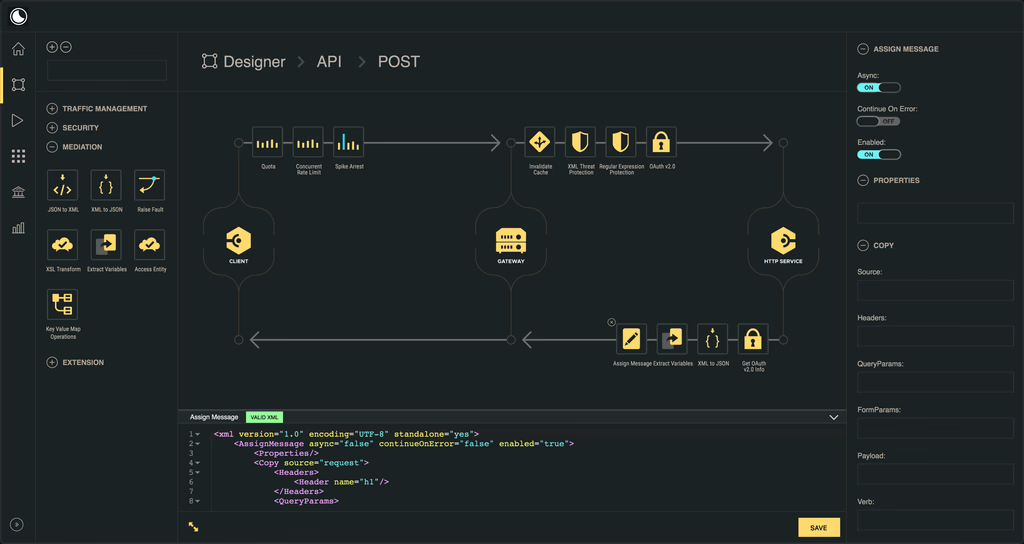 Designer > API > POST
TRAFFIC MANAGEMENT
SECURITY
MEDIATION
JSON to XML
XML to JSON
Raise Fault
XSL Transform
Extract Variables
Access Entity
Key Value Map
Operations
EXTENSION
Quota
Concurrent
Rate Limit
Spike Arrest
Invalidate
Cache
XML Threat
Protection
Regular Expression
Protection
OAuth v2.0
CLIENT
GATEWAY
HTTP SERVICE
Assign Message
Extract Variables
XML to JSON
Get OAuth
v2.0 Info
Assign Message
VALID XML
1 <xml version="1.0" encoding="UTF-8" standalone="yes">
2 <AssignMessage async="false" continueOnError="false" enabled="true">
3 <Properties/>
4 <Copy source="request">
5 <Headers>
6 <Header name="h1"/>
7 </Headers>
8 <QueryParams>
SAVE
ASSIGN MESSAGE
Async:
ON
Continue On Error:
OFF
Enabled:
ON
PROPERTIES
COPY
Source:
Headers:
QueryParams:
FormParams:
Payload:
Verb: